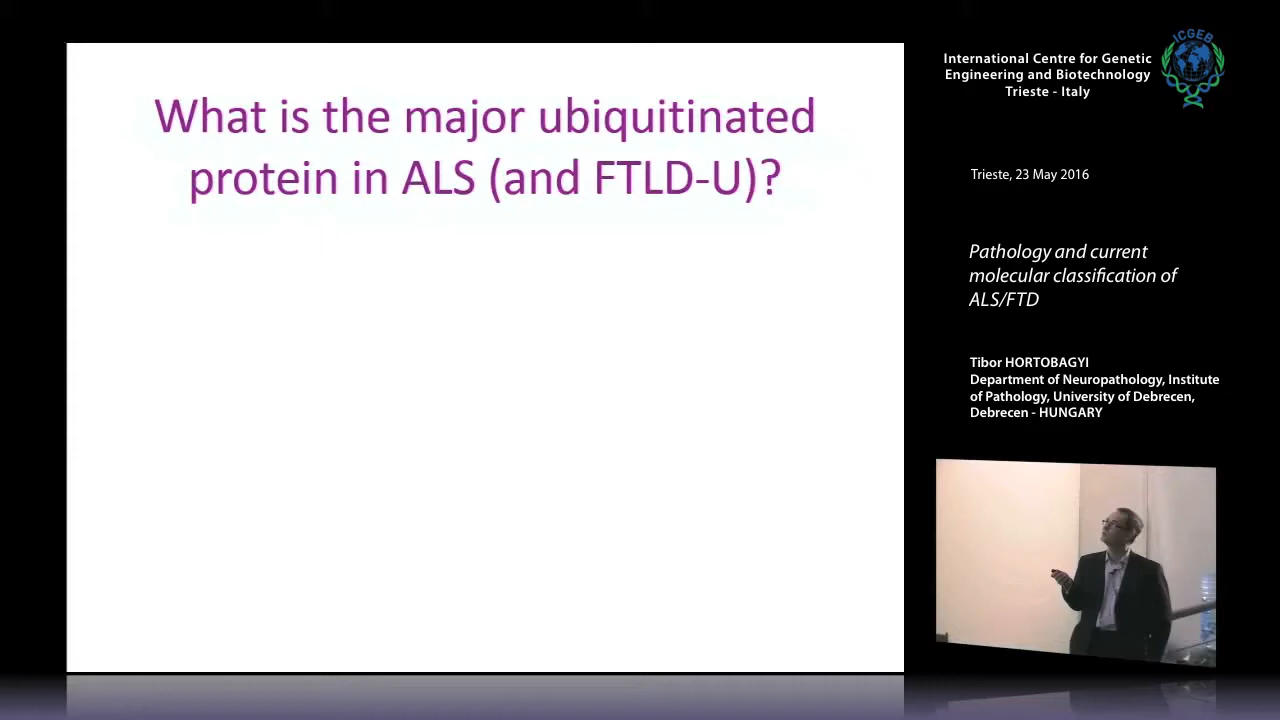 What is the major ubiquitinated
protein in ALS (and FTLD-U)?
ICGEB
International Centre for Genetic
Engineering and Biotechnology
Trieste - Italy
Trieste, 23 May 2016
Pathology and current
molecular classification of
ALS/FTD
Tibor HORTOBAGYI
Department of Neuropathology, Institute
of Pathology, University of Debrecen,
Debrecen - HUNGARY